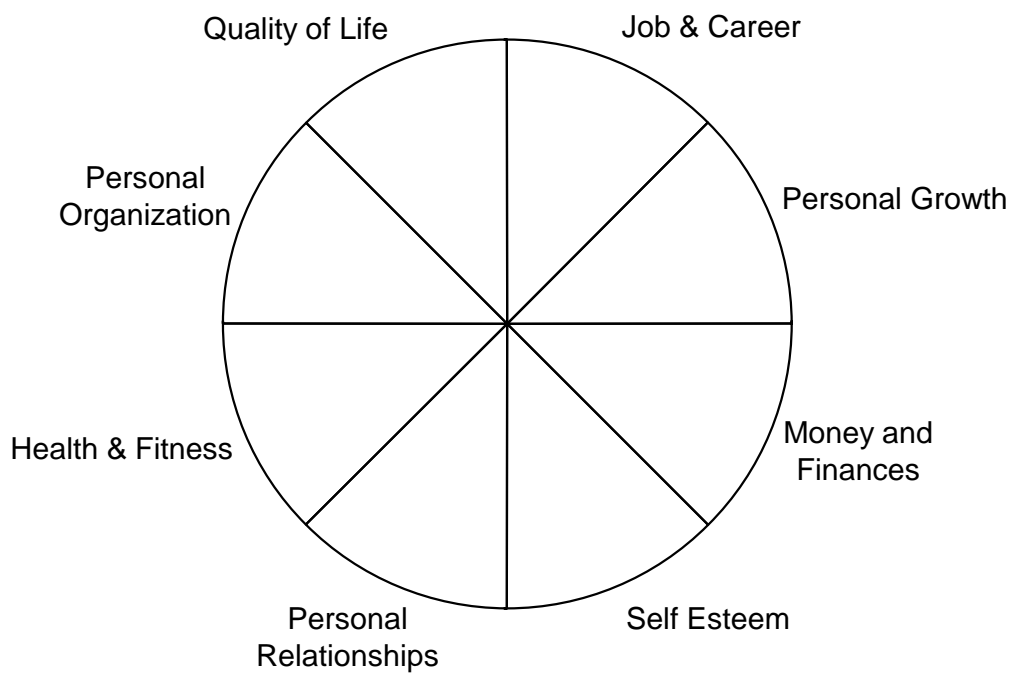 Quality of Life
Job & Career
Personal
Organization
Personal Growth
Health & Fitness
Money and
Finances
Personal
Relationships
Self Esteem